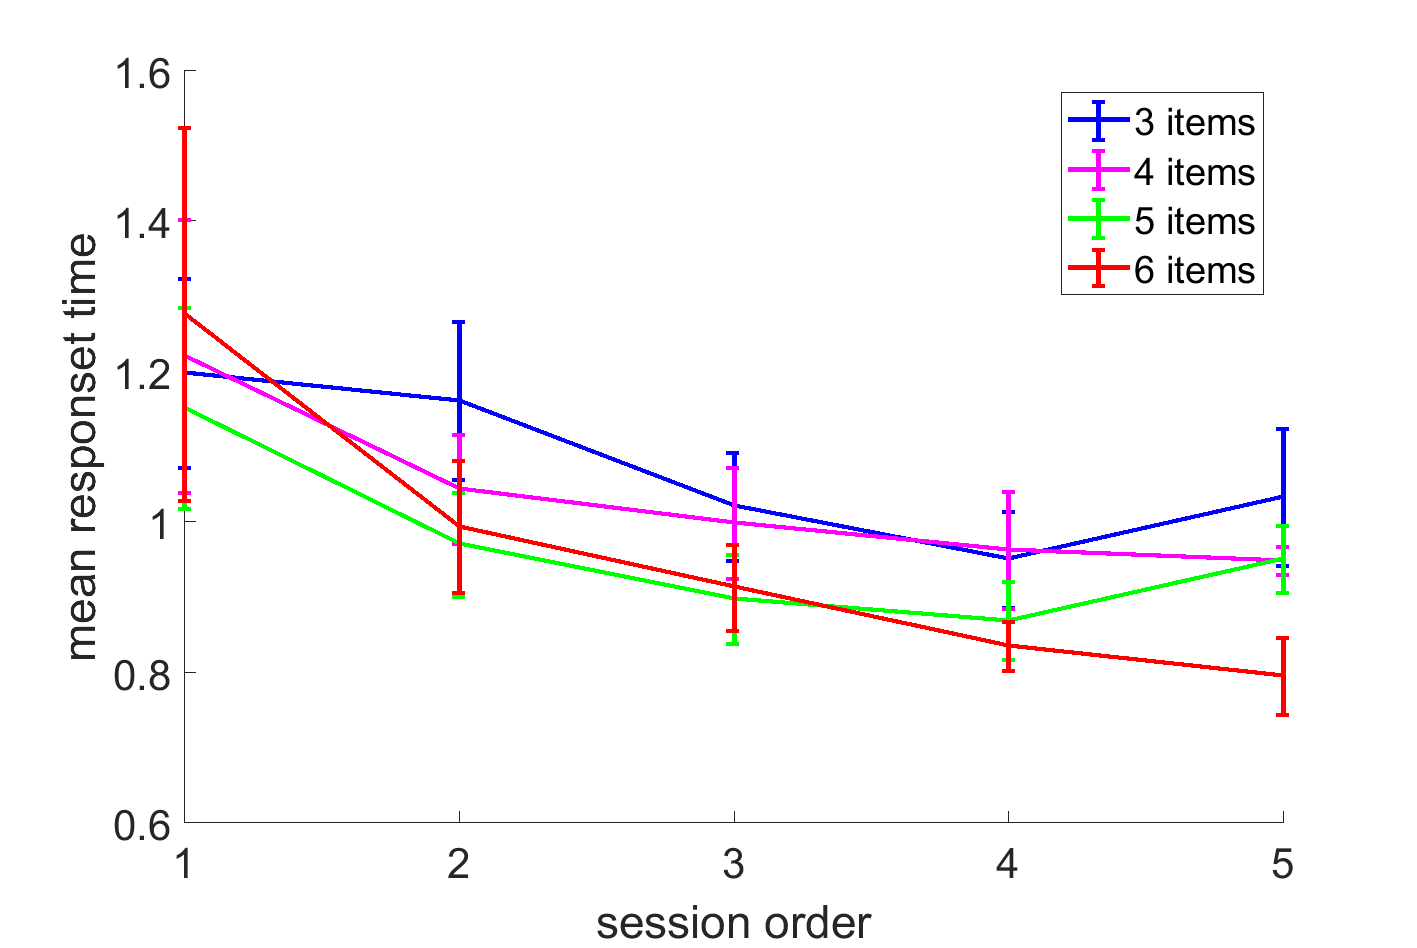 1.6
1.4
1.2
1
0.8
0.6
mean responset time
1 2 3 4 5
session order
3 items
4 items
5 items
6 items